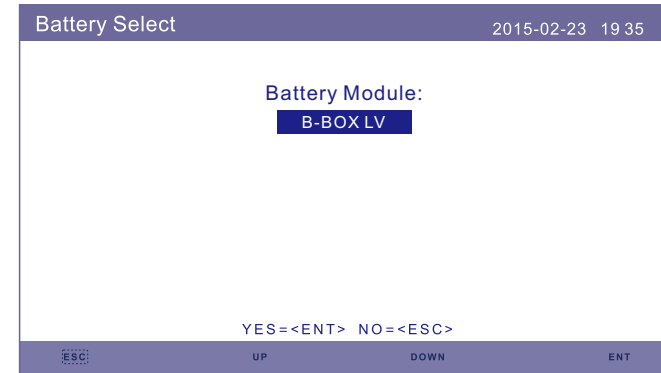 Battery Select 2015-02-23 19 35
Battery Module:
B-BOX LV
YES=<ENT> NO=<ESC>
ESC UP DOWN ENT